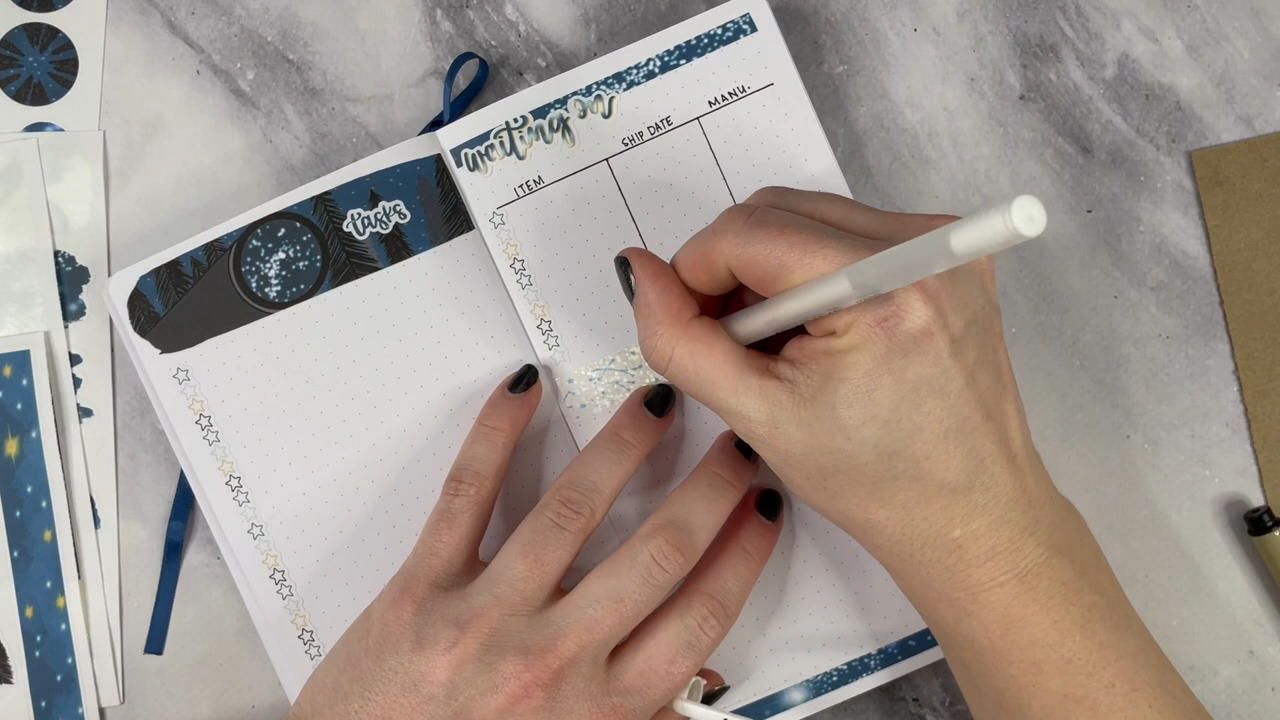 tasks
waiting on
ITEM
SHIP DATE
MANU.